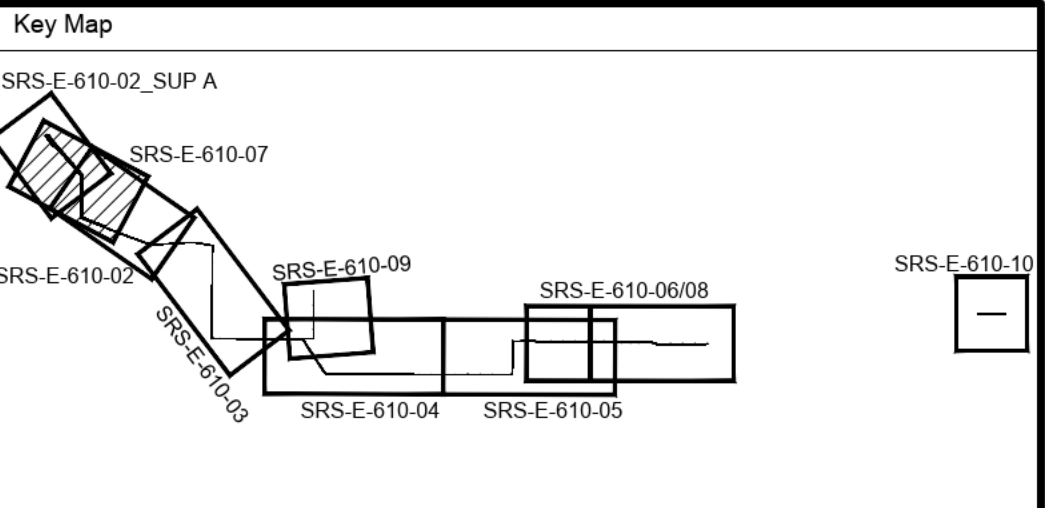 Key Map
SRS-E-610-02_SUP A
SRS-E-610-07
SRS-E-610-02
SRS-E-610-03
SRS-E-610-09
SRS-E-610-04
SRS-E-610-06/08
SRS-E-610-05
SRS-E-610-10